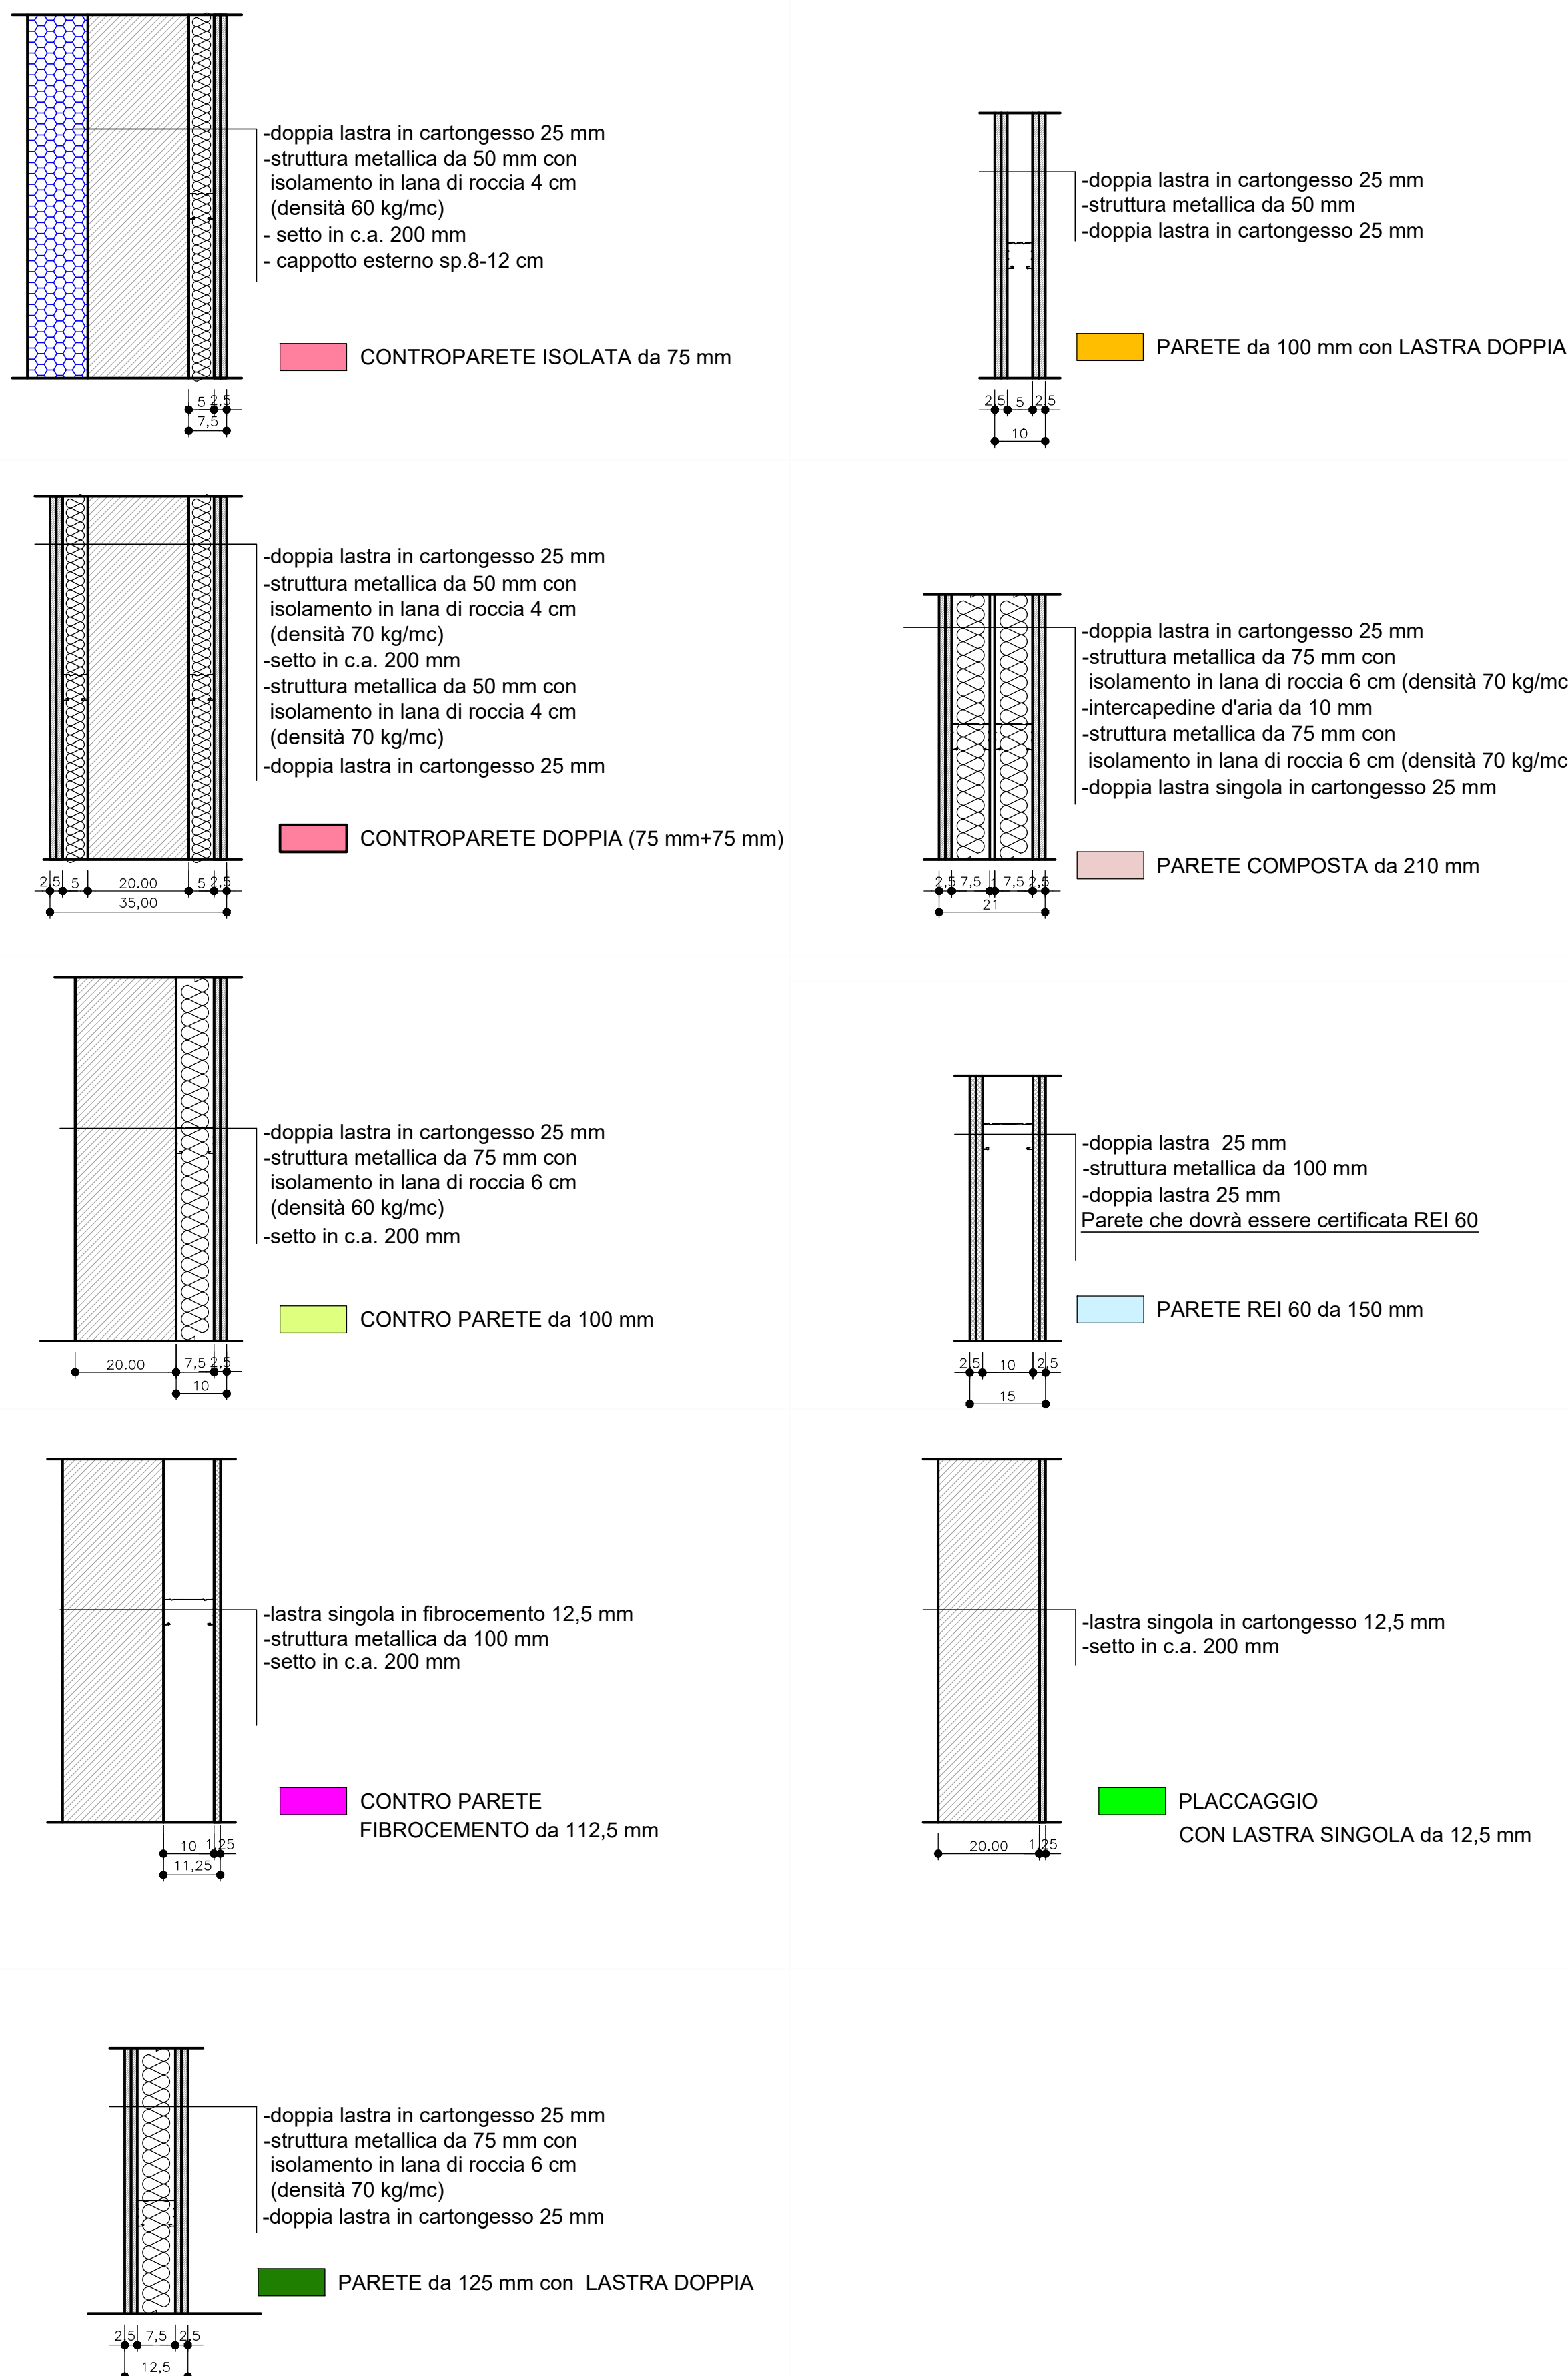 -doppia lastra in cartongesso 25 mm
-struttura metallica da 50 mm con
isolamento in lana di roccia 4 cm
(densità 60 kg/mc)
- setto in c.a. 200 mm
- cappotto esterno sp.8-12 cm
CONTROPARETE ISOLATA da 75 mm
5 2,5
7,5
-doppia lastra in cartongesso 25 mm
-struttura metallica da 50 mm
-doppia lastra in cartongesso 25 mm
PARETE da 100 mm con LASTRA DOPPIA
2,5 5 2,5
10
-doppia lastra in cartongesso 25 mm
-struttura metallica da 50 mm con
isolamento in lana di roccia 4 cm
(densità 70 kg/mc)
-setto in c.a. 200 mm
-struttura metallica da 50 mm con
isolamento in lana di roccia 4 cm
(densità 70 kg/mc)
-doppia lastra in cartongesso 25 mm
CONTROPARETE DOPPIA (75 mm+75 mm)
2,5 5 20.00 5 2,5
35,00
-doppia lastra in cartongesso 25 mm
-struttura metallica da 75 mm con
isolamento in lana di roccia 6 cm (densità 70 kg/mc
-intercapedine d'aria da 10 mm
-struttura metallica da 75 mm con
isolamento in lana di roccia 6 cm (densità 70 kg/mc
-doppia lastra singola in cartongesso 25 mm
PARETE COMPOSTA da 210 mm
2,5 7,5 1 7,5 2,5
21
-doppia lastra in cartongesso 25 mm
-struttura metallica da 75 mm con
isolamento in lana di roccia 6 cm
(densità 60 kg/mc)
-setto in c.a. 200 mm
CONTRO PARETE da 100 mm
20.00 7,5 2,5
10
-doppia lastra 25 mm
-struttura metallica da 100 mm
-doppia lastra 25 mm
Parete che dovrà essere certificata REI 60
PARETE REI 60 da 150 mm
2,5 10 2,5
15
-lastra singola in fibrocemento 12,5 mm
-struttura metallica da 100 mm
-setto in c.a. 200 mm
CONTRO PARETE
FIBROCEMENTO da 112,5 mm
10 1,25
11,25
-lastra singola in cartongesso 12,5 mm
-setto in c.a. 200 mm
PLACCAGGIO
CON LASTRA SINGOLA da 12,5 mm
20.00 1,25
-doppia lastra in cartongesso 25 mm
-struttura metallica da 75 mm con
isolamento in lana di roccia 6 cm
(densità 70 kg/mc)
-doppia lastra in cartongesso 25 mm
PARETE da 125 mm con LASTRA DOPPIA
2,5 7,5 2,5
12,5